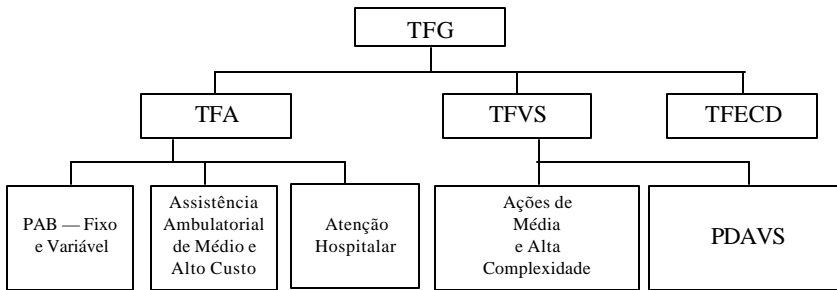 TFG
TFA
TFVS
TFECD
PAB — Fixo
e Variável
Assistência
Ambulatorial
de Médio e
Alto Custo
Atenção
Hospitalar
Ações de
Média
e Alta
Complexidade
PDAVS